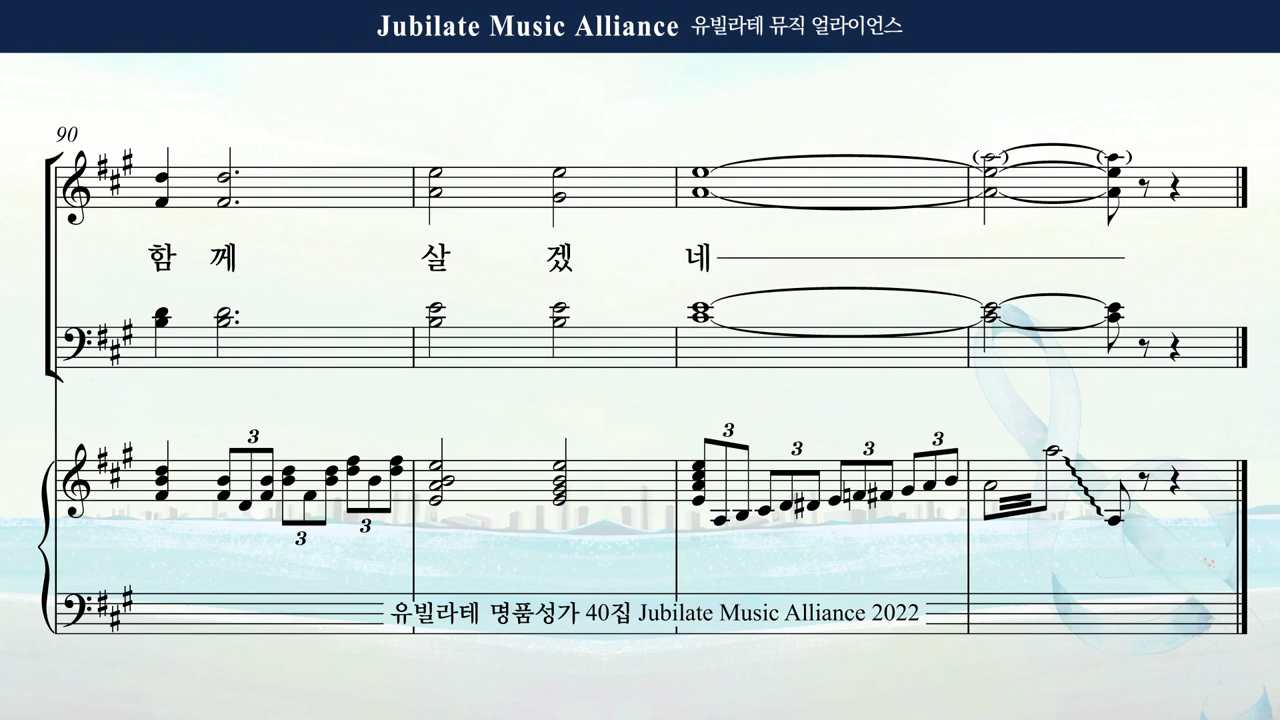 Jubilate Music Alliance 유빌라테 뮤직 얼라이언스
90
함 께 살 겠 네
3 3 3 3 3 3 3
유빌라테 명품성가 40집 Jubilate Music Alliance 2022